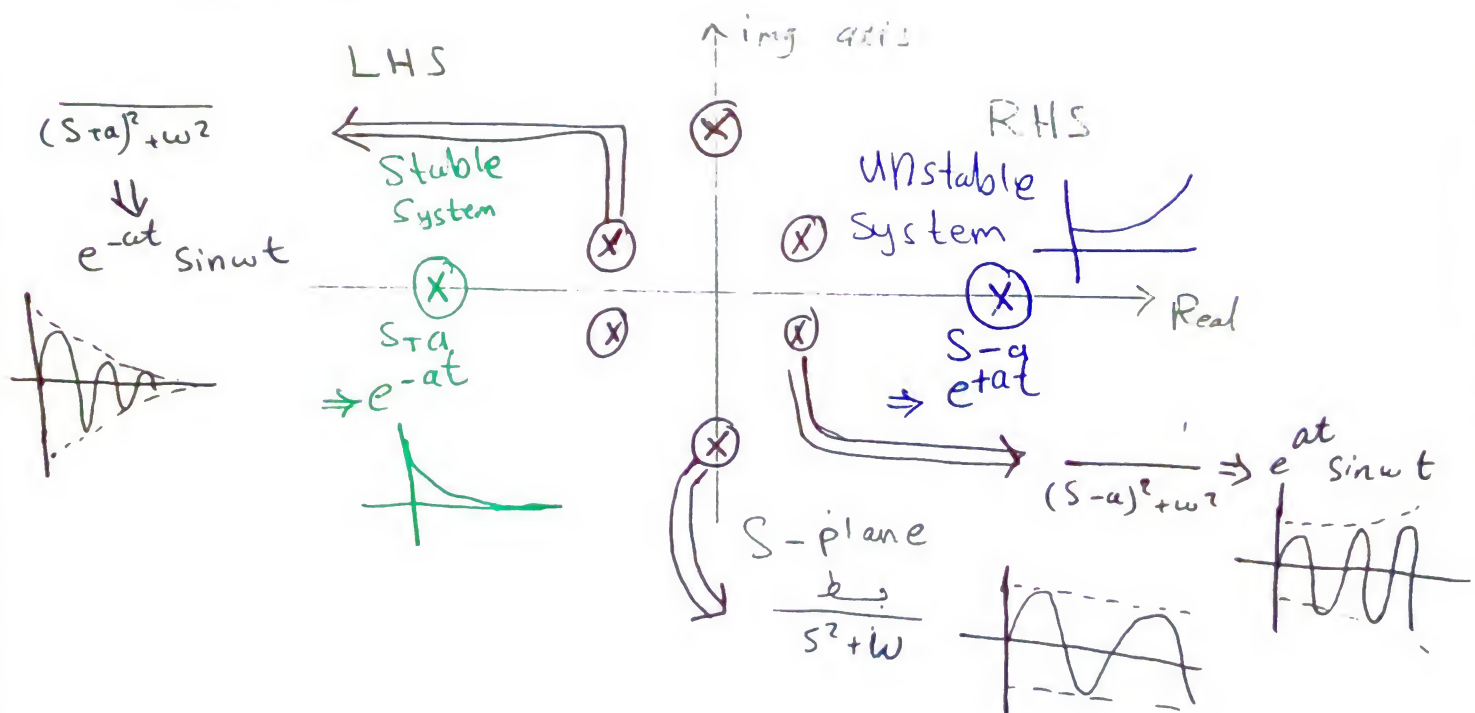 img axis
LHS
RHS
(S+a)²+ω²
⇓
e^-at sinωt
Stable
System
Unstable
System
Real
S+a
⇒ e^-at
S-a
⇒ e^+at
(S-a)²+ω² ⇒ e^at sinωt
S-plane
بسط
s²+ω